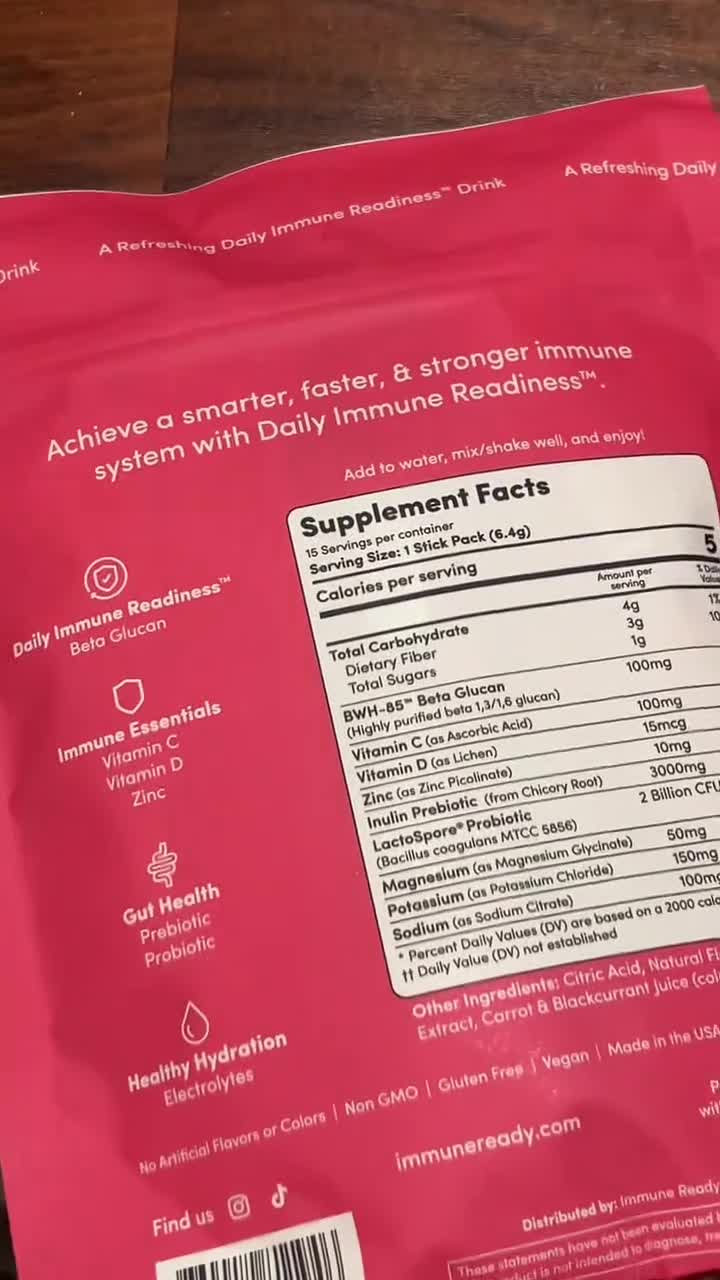 Drink
A Refreshing Daily Immune Readiness™ Drink
A Refreshing Daily
Achieve a smarter, faster, & stronger immune
system with Daily Immune Readiness™.
Add to water, mix/shake well, and enjoy!
Daily Immune Readiness™
Beta Glucan
Immune Essentials
Vitamin C
Vitamin D
Zinc
Gut Health
Prebiotic
Probiotic
Healthy Hydration
Electrolytes
Supplement Facts
15 Servings per container
Serving Size: 1 Stick Pack (6.4g)
Calories per serving 5
Amount per
serving
Total Carbohydrate 4g 1%
Dietary Fiber 3g 10
Total Sugars 1g
BWH-85™ Beta Glucan 100mg
(Highly purified beta 1,3/1,6 glucan)
Vitamin C (as Ascorbic Acid) 100mg
Vitamin D (as Lichen) 15mcg
Zinc (as Zinc Picolinate) 10mg
Inulin Prebiotic (from Chicory Root) 3000mg
LactoSpore® Probiotic 2 Billion CFU
(Bacillus coagulans MTCC 5856)
Magnesium (as Magnesium Glycinate) 50mg
Potassium (as Potassium Chloride) 150mg
Sodium (as Sodium Citrate) 100mg
* Percent Daily Values (DV) are based on a 2000 calo
†† Daily Value (DV) not established
Other Ingredients: Citric Acid, Natural Fl
Extract, Carrot & Blackcurrant Juice (col
No Artificial Flavors or Colors | Non GMO | Gluten Free | Vegan | Made in the USA
immuneready.com
Find us
Distributed by: Immune Ready
These statements have not been evaluated
product is not intended to diagnose,